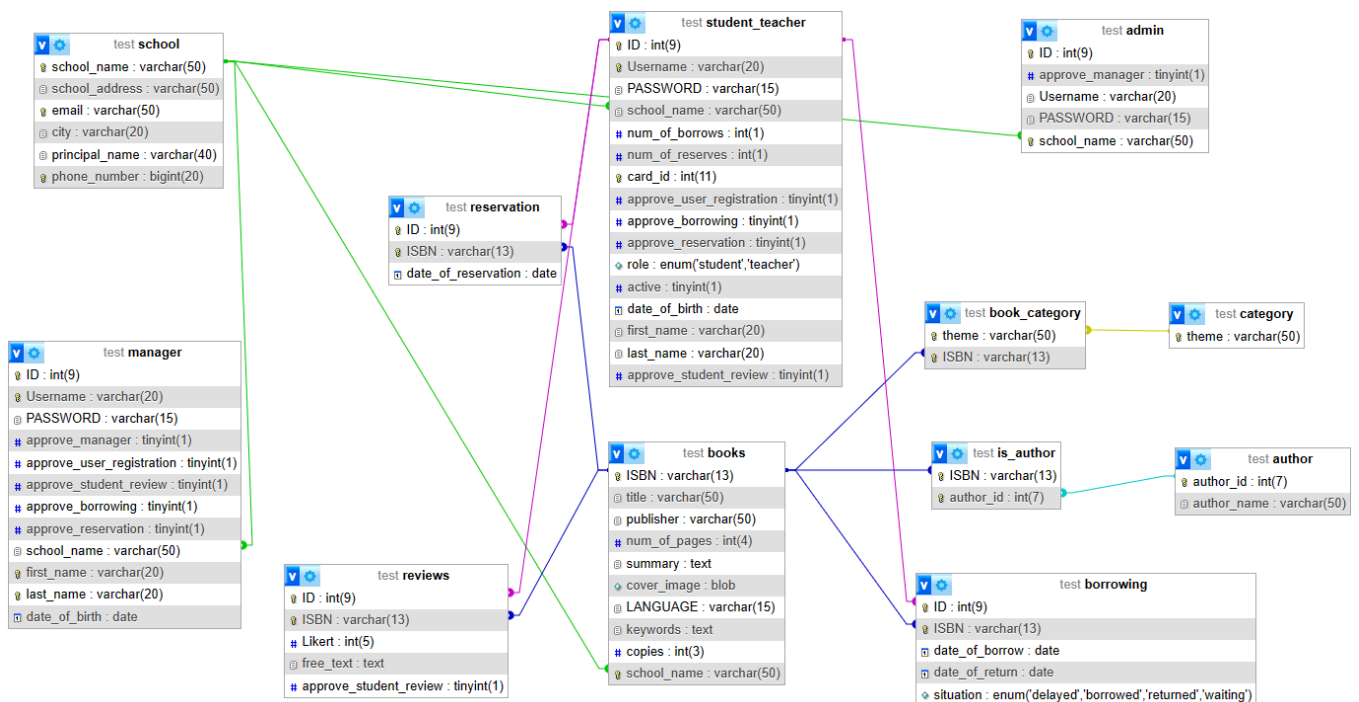 test school
school_name : varchar(50)
school_address : varchar(50)
email : varchar(50)
city : varchar(20)
principal_name : varchar(40)
phone_number : bigint(20)
test student_teacher
ID : int(9)
Username : varchar(20)
PASSWORD : varchar(15)
school_name : varchar(50)
num_of_borrows : int(1)
num_of_reserves : int(1)
card_id : int(11)
approve_user_registration : tinyint(1)
approve_borrowing : tinyint(1)
approve_reservation : tinyint(1)
role : enum('student','teacher')
active : tinyint(1)
date_of_birth : date
first_name : varchar(20)
last_name : varchar(20)
approve_student_review : tinyint(1)
test admin
ID : int(9)
approve_manager : tinyint(1)
Username : varchar(20)
PASSWORD : varchar(15)
school_name : varchar(50)
test reservation
ID : int(9)
ISBN : varchar(13)
date_of_reservation : date
test book_category
theme : varchar(50)
ISBN : varchar(13)
test category
theme : varchar(50)
test manager
ID : int(9)
Username : varchar(20)
PASSWORD : varchar(15)
approve_manager : tinyint(1)
approve_user_registration : tinyint(1)
approve_student_review : tinyint(1)
approve_borrowing : tinyint(1)
approve_reservation : tinyint(1)
school_name : varchar(50)
first_name : varchar(20)
last_name : varchar(20)
date_of_birth : date
test books
ISBN : varchar(13)
title : varchar(50)
publisher : varchar(50)
num_of_pages : int(4)
summary : text
cover_image : blob
LANGUAGE : varchar(15)
keywords : text
copies : int(3)
school_name : varchar(50)
test is_author
ISBN : varchar(13)
author_id : int(7)
test author
author_id : int(7)
author_name : varchar(50)
test reviews
ID : int(9)
ISBN : varchar(13)
Likert : int(5)
free_text : text
approve_student_review : tinyint(1)
test borrowing
ID : int(9)
ISBN : varchar(13)
date_of_borrow : date
date_of_return : date
situation : enum('delayed','borrowed','returned','waiting')